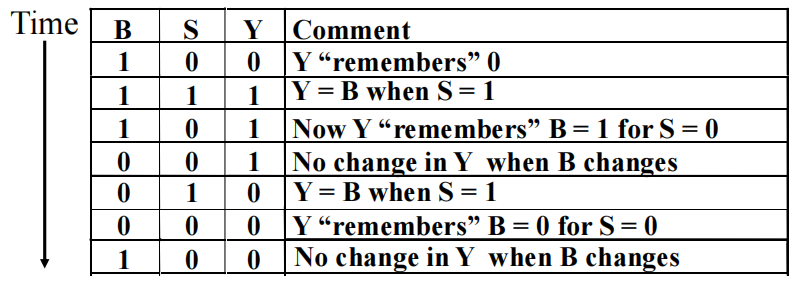 Time
B S Y Comment
1 0 0 Y “remembers” 0
1 1 1 Y = B when S = 1
1 0 1 Now Y “remembers” B = 1 for S = 0
0 0 1 No change in Y when B changes
0 1 0 Y = B when S = 1
0 0 0 Y “remembers” B = 0 for S = 0
1 0 0 No change in Y when B changes